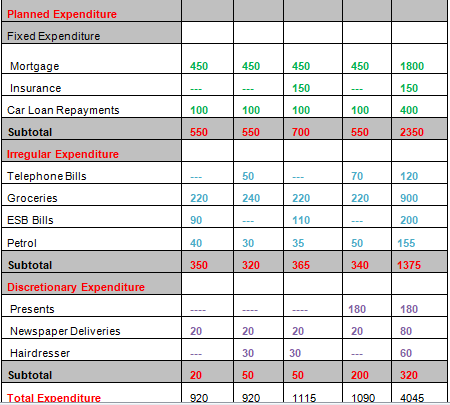 Planned Expenditure
Fixed Expenditure
Mortgage 450 450 450 450 1800
Insurance --- --- 150 --- 150
Car Loan Repayments 100 100 100 100 400
Subtotal 550 550 700 550 2350
Irregular Expenditure
Telephone Bills --- 50 --- 70 120
Groceries 220 240 220 220 900
ESB Bills 90 --- 110 --- 200
Petrol 40 30 35 50 155
Subtotal 350 320 365 340 1375
Discretionary Expenditure
Presents ---- ---- ---- 180 180
Newspaper Deliveries 20 20 20 20 80
Hairdresser --- 30 30 --- 60
Subtotal 20 50 50 200 320
Total Expenditure 920 920 1115 1090 4045